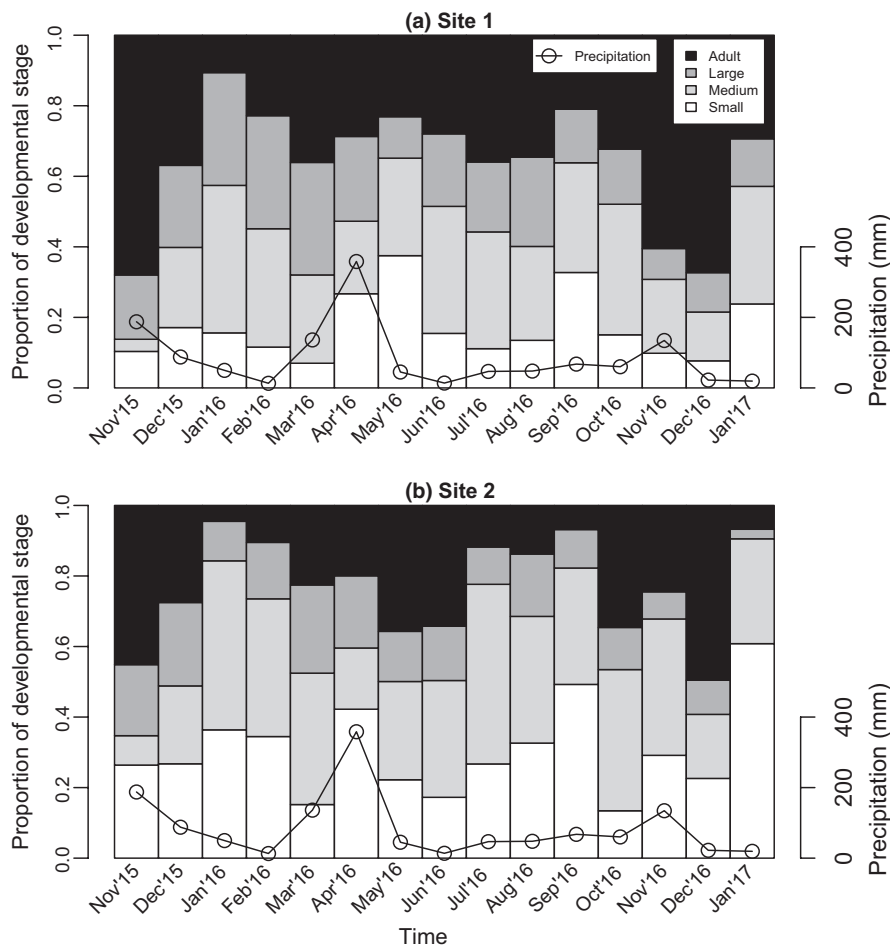 (a) Site 1
Proportion of developmental stage
1.0
0.8
0.6
0.4
0.2
0.0
Precipitation
Adult
Large
Medium
Small
400
200
0
Precipitation (mm)
Nov'15
Dec'15
Jan'16
Feb'16
Mar'16
Apr'16
May'16
Jun'16
Jul'16
Aug'16
Sep'16
Oct'16
Nov'16
Dec'16
Jan'17
(b) Site 2
Proportion of developmental stage
1.0
0.8
0.6
0.4
0.2
0.0
400
200
0
Precipitation (mm)
Nov'15
Dec'15
Jan'16
Feb'16
Mar'16
Apr'16
May'16
Jun'16
Jul'16
Aug'16
Sep'16
Oct'16
Nov'16
Dec'16
Jan'17
Time